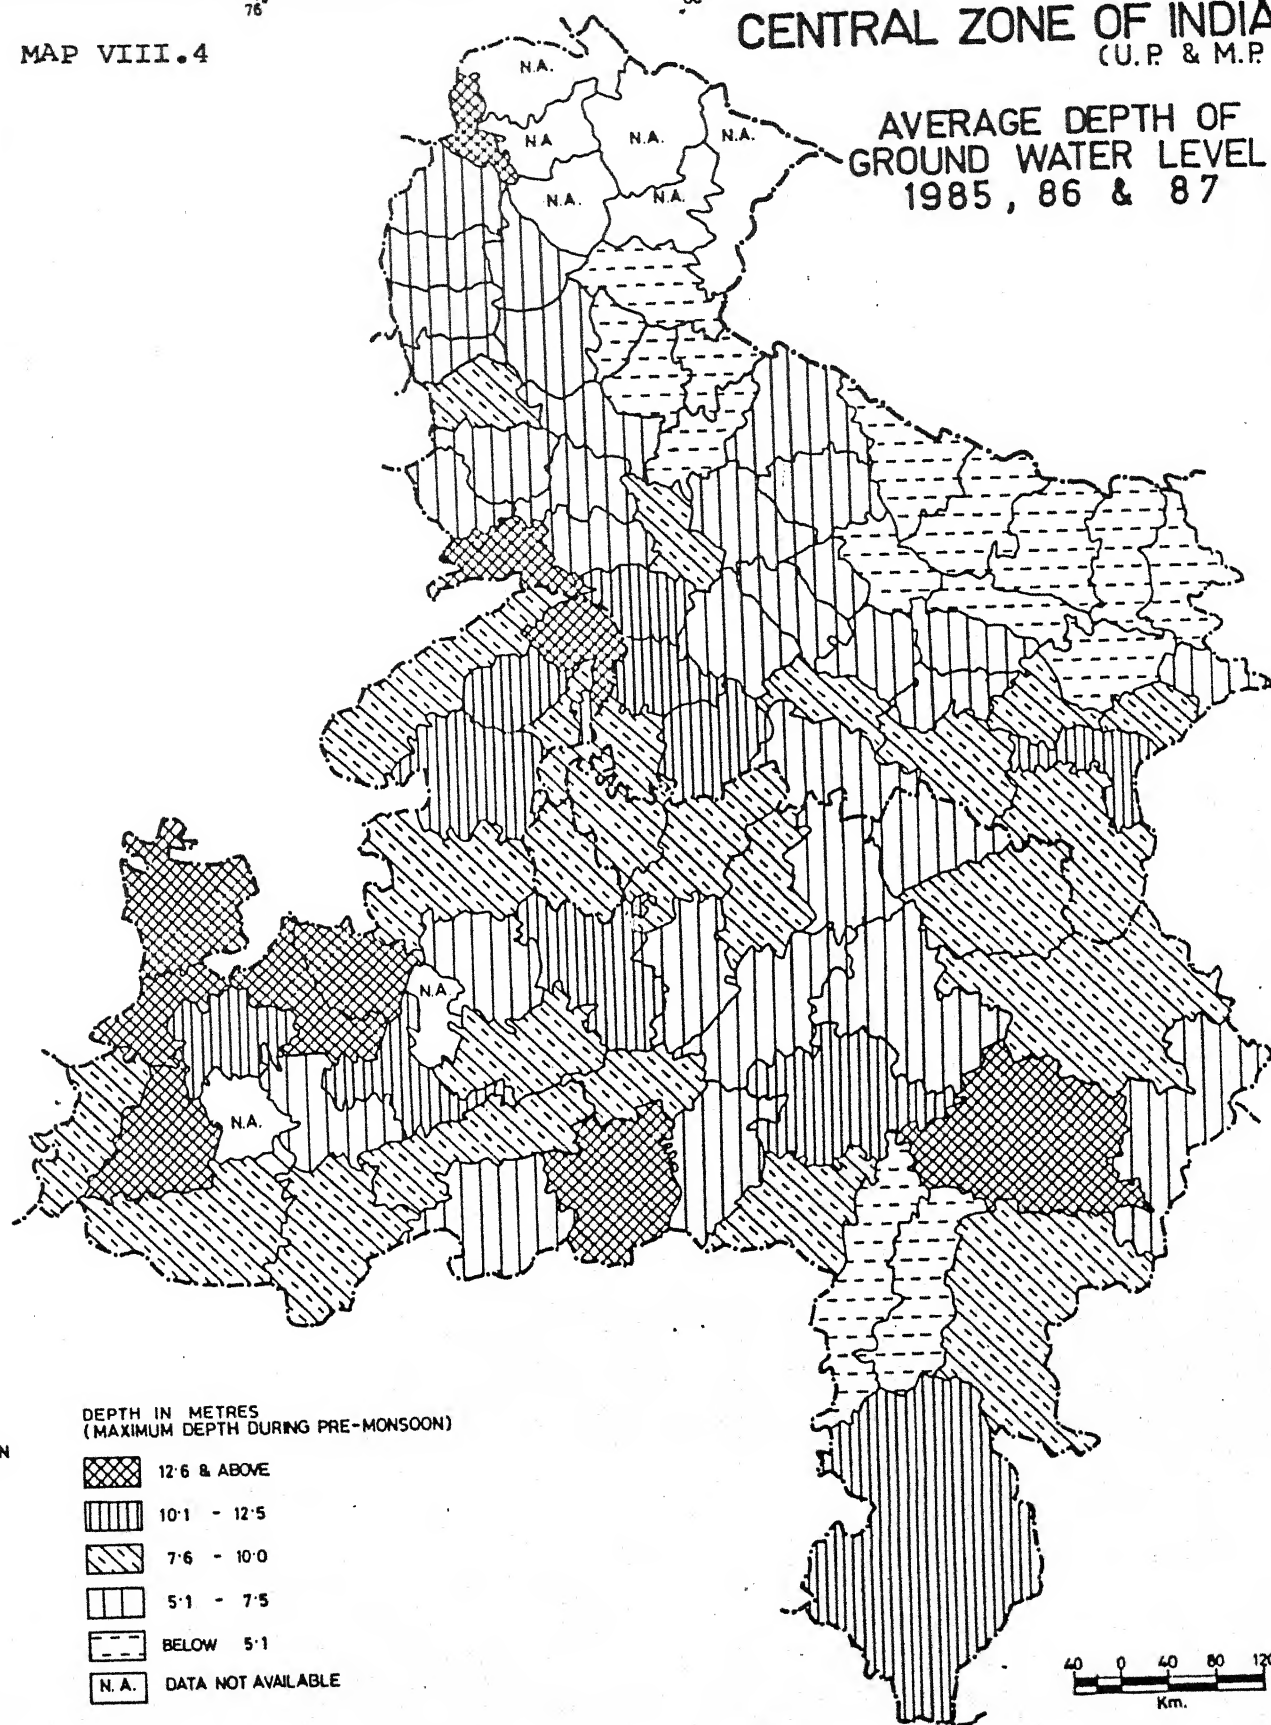 76°
MAP VIII.4
CENTRAL ZONE OF INDIA
(U.P. & M.P.
AVERAGE DEPTH OF
GROUND WATER LEVEL
1985, 86 & 87
N.A.
N.A
N.A.
N.A.
N.A.
N.A.
N.A.
N.A.
DEPTH IN METRES
(MAXIMUM DEPTH DURING PRE-MONSOON)
N
12·6 & ABOVE
10·1 - 12·5
7·6 - 10·0
5·1 - 7·5
BELOW 5·1
N. A. DATA NOT AVAILABLE
40 0 40 80 120
Km.